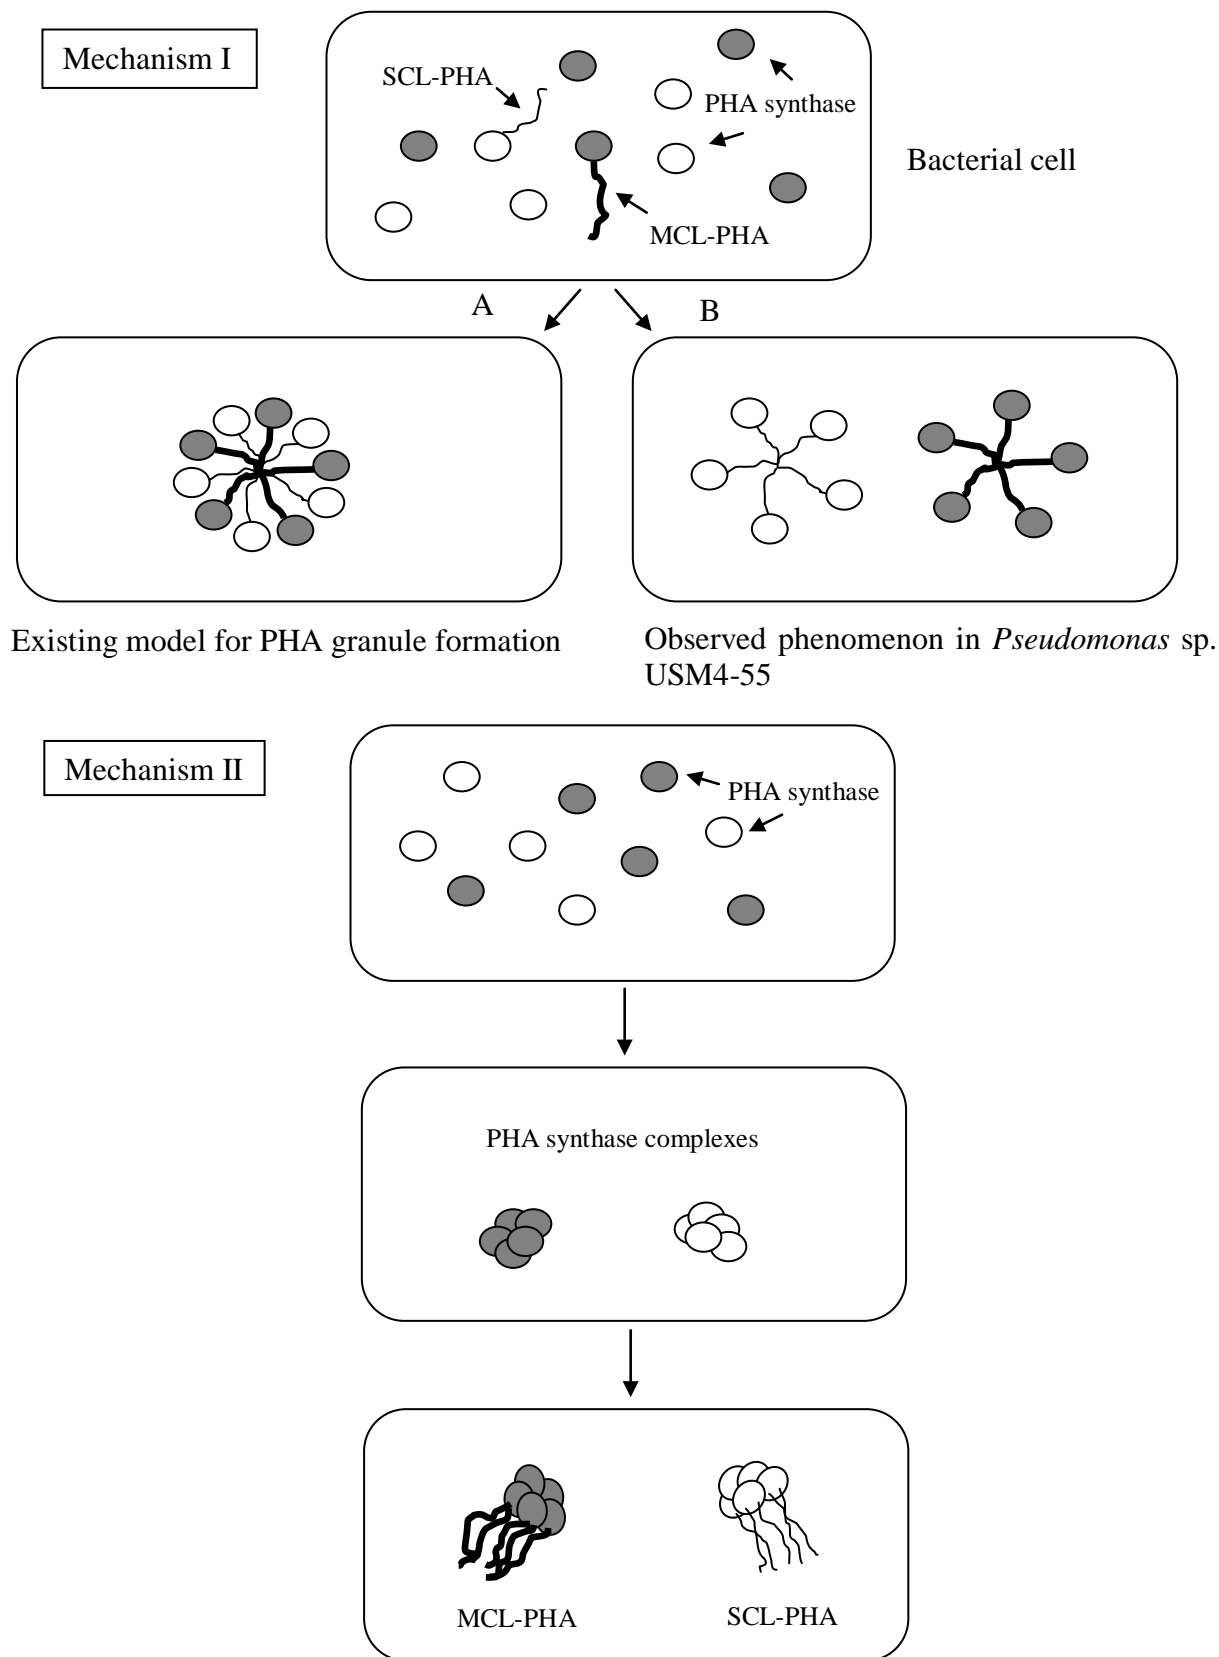 Mechanism I
SCL-PHA
PHA synthase
Bacterial cell
MCL-PHA
A
B
Existing model for PHA granule formation
Observed phenomenon in Pseudomonas sp.
USM4-55
Mechanism II
PHA synthase
PHA synthase complexes
MCL-PHA
SCL-PHA